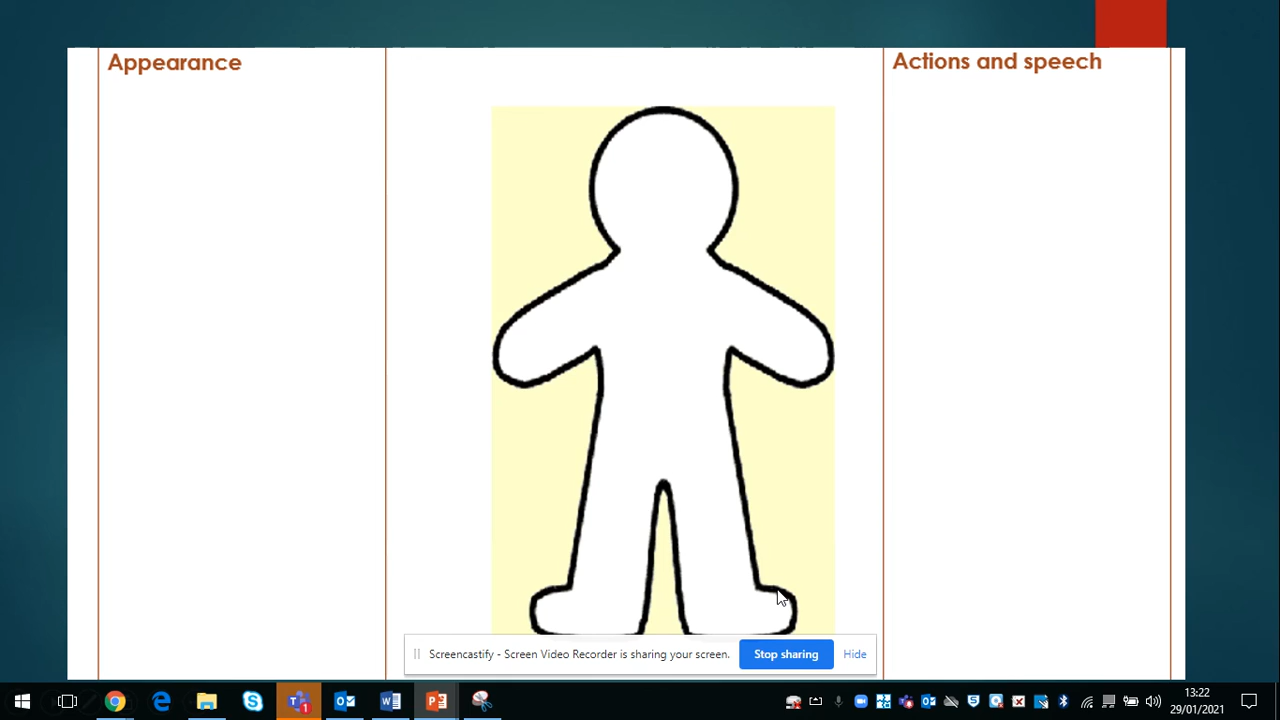 Appearance
Actions and speech
Screencastify - Screen Video Recorder is sharing your screen.
Stop sharing
Hide
13:22
29/01/2021